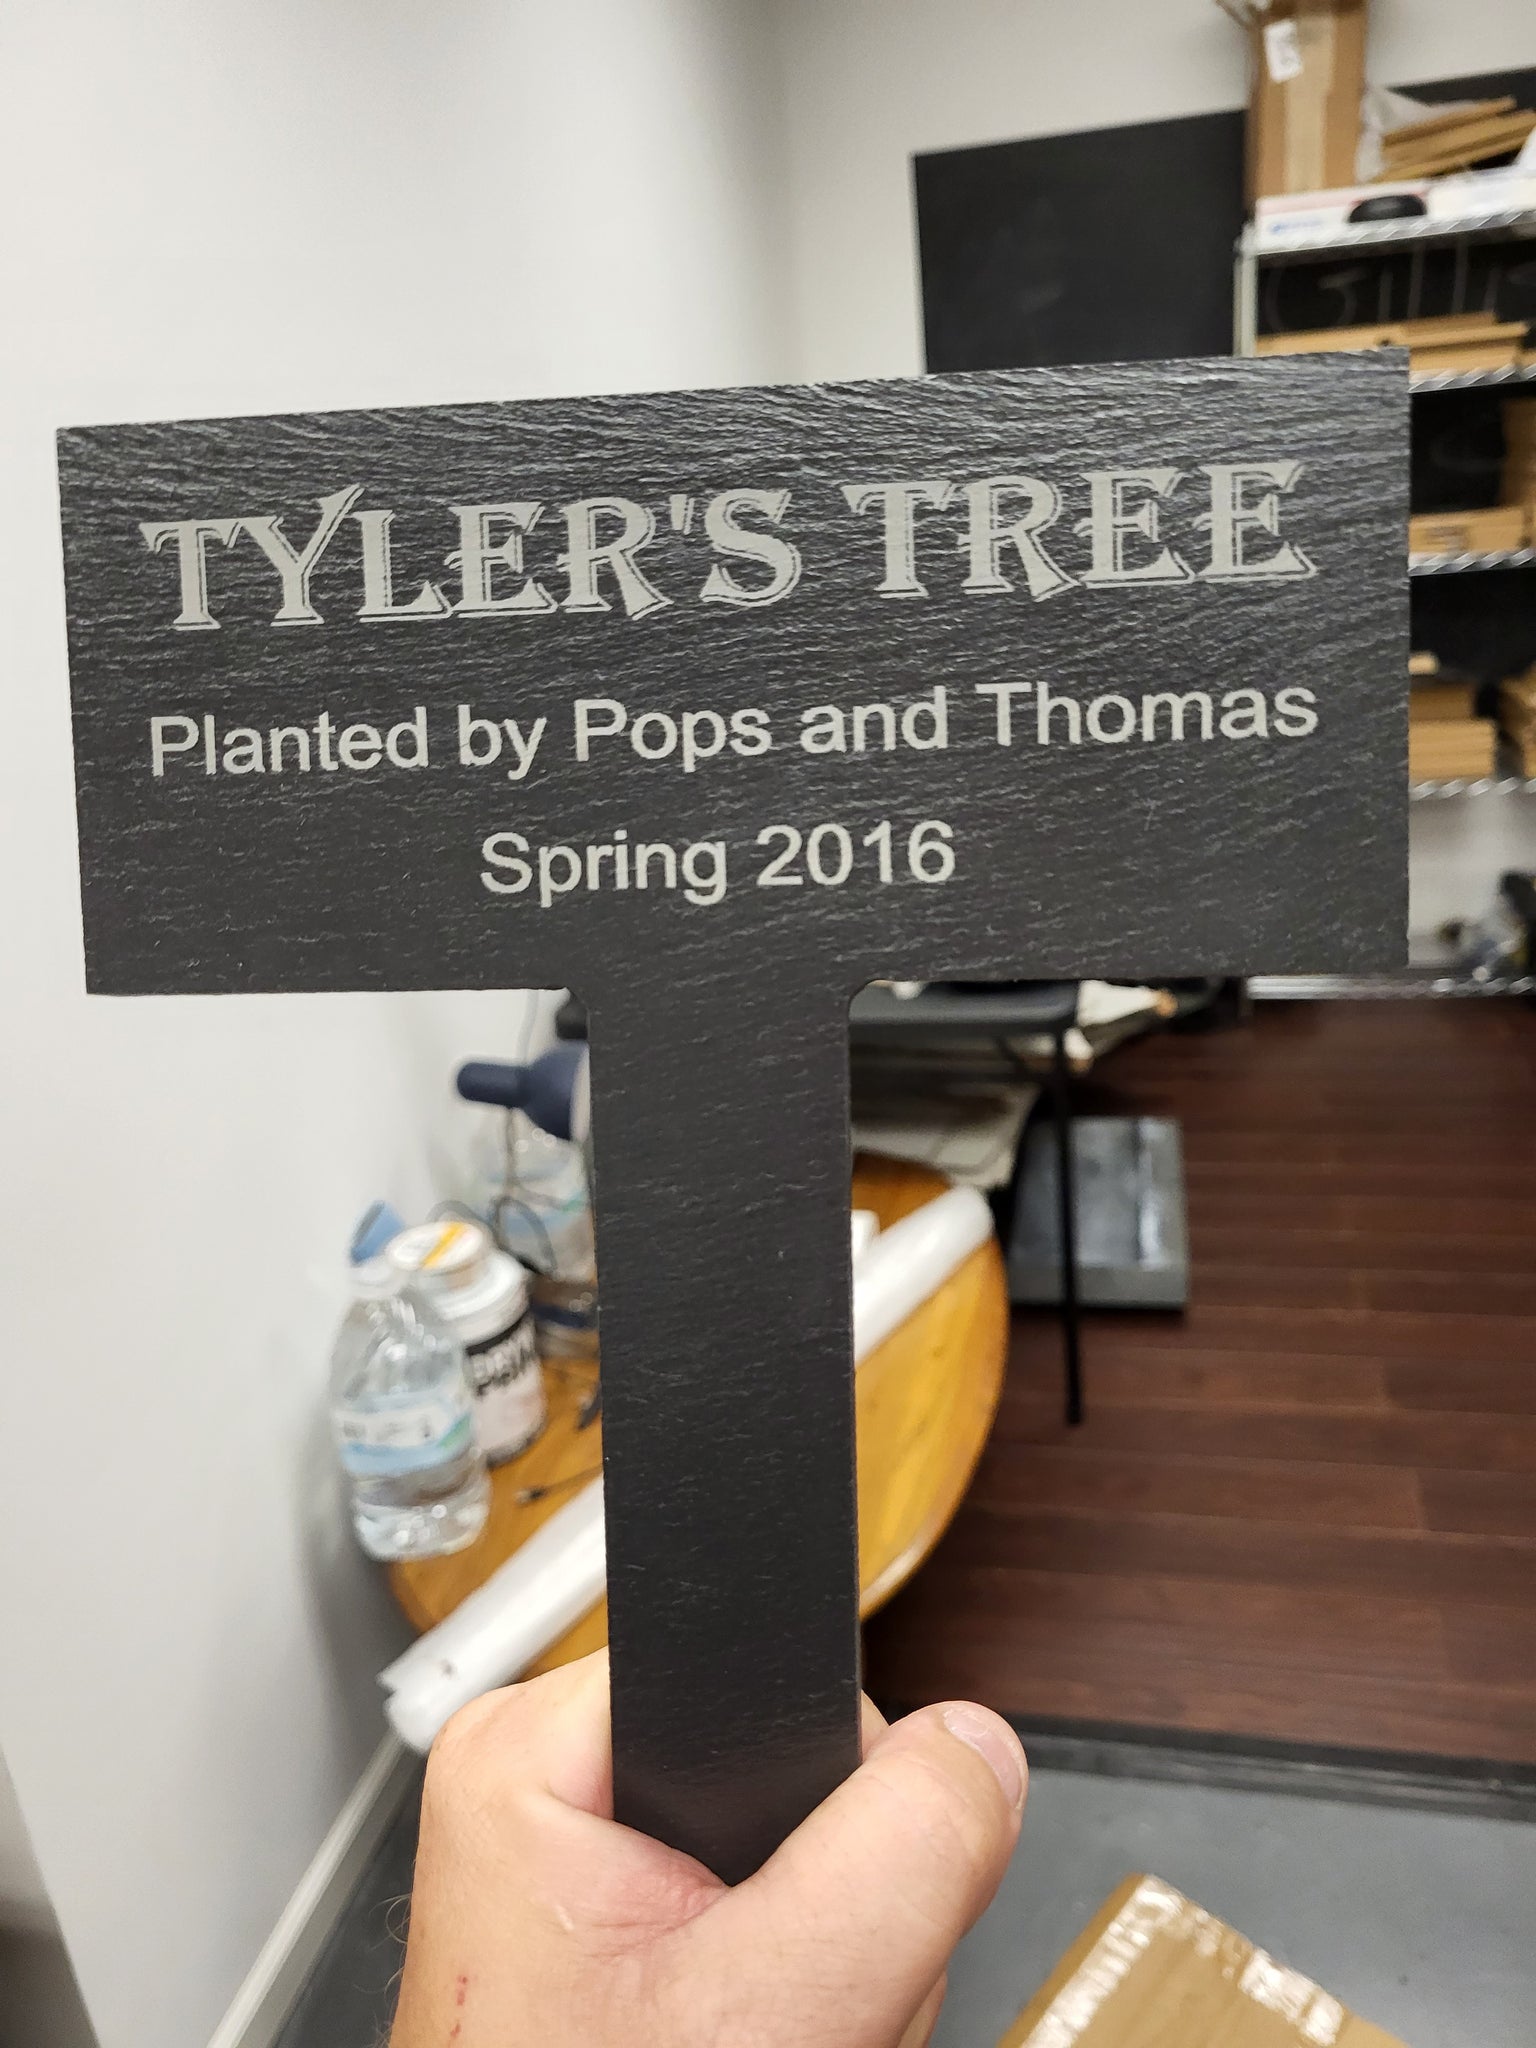 TYLER'S TREE
Planted by Pops and Thomas
Spring 2016